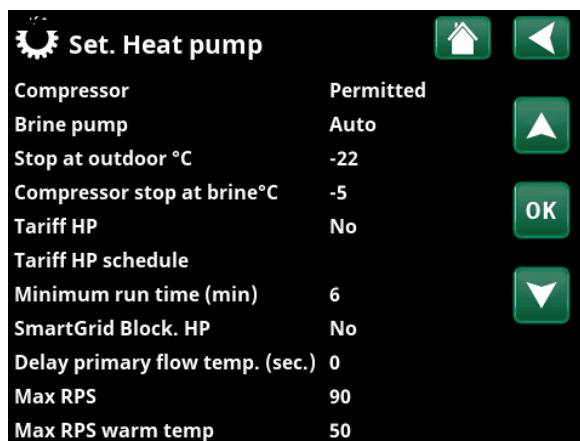 Set. Heat pump
Compressor Permitted
Brine pump Auto
Stop at outdoor °C -22
Compressor stop at brine°C -5
Tariff HP No
OK
Tariff HP schedule
Minimum run time (min) 6
SmartGrid Block. HP No
Delay primary flow temp. (sec.) 0
Max RPS 90
Max RPS warm temp 50